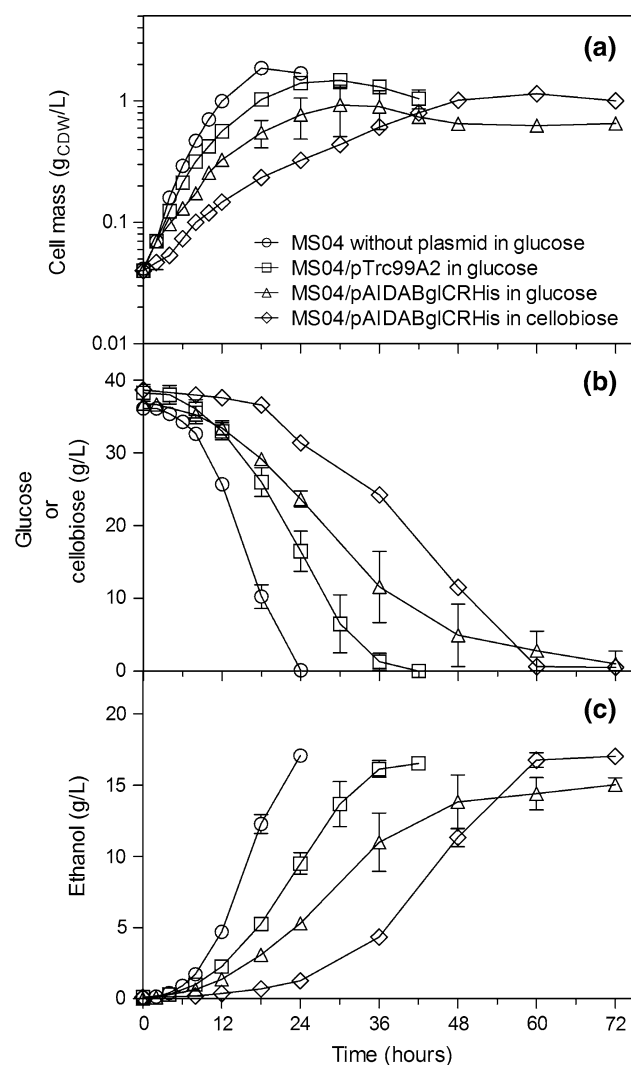 (a)
1
0.1
0.01
Cell mass (gCDW/L)
MS04 without plasmid in glucose
MS04/pTrc99A2 in glucose
MS04/pAIDABglCRHis in glucose
MS04/pAIDABglCRHis in cellobiose
(b)
40
30
20
10
0
Glucose
or
cellobiose (g/L)
(c)
20
15
10
5
0
Ethanol (g/L)
0 12 24 36 48 60 72
Time (hours)